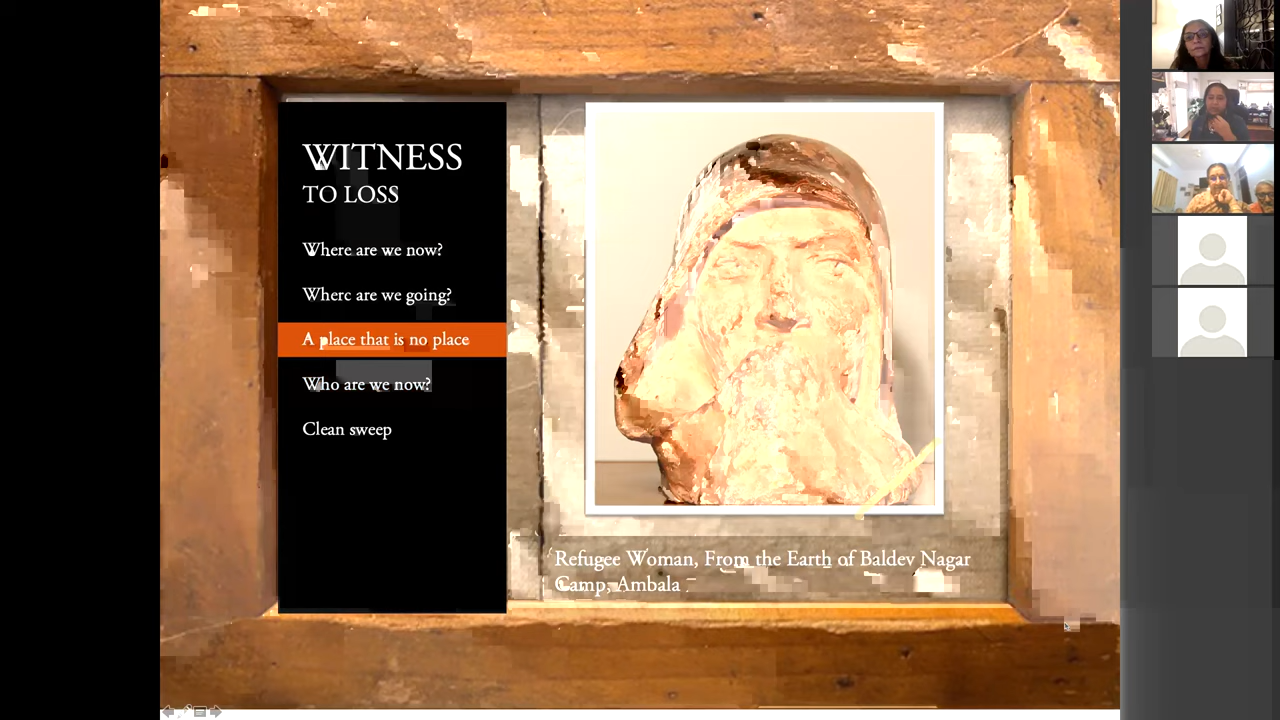 WITNESS
TO LOSS
Where are we now?
Where are we going?
A place that is no place
Who are we now?
Clean sweep
Refugee Woman, From the Earth of Baldev Nagar
Camp, Ambala